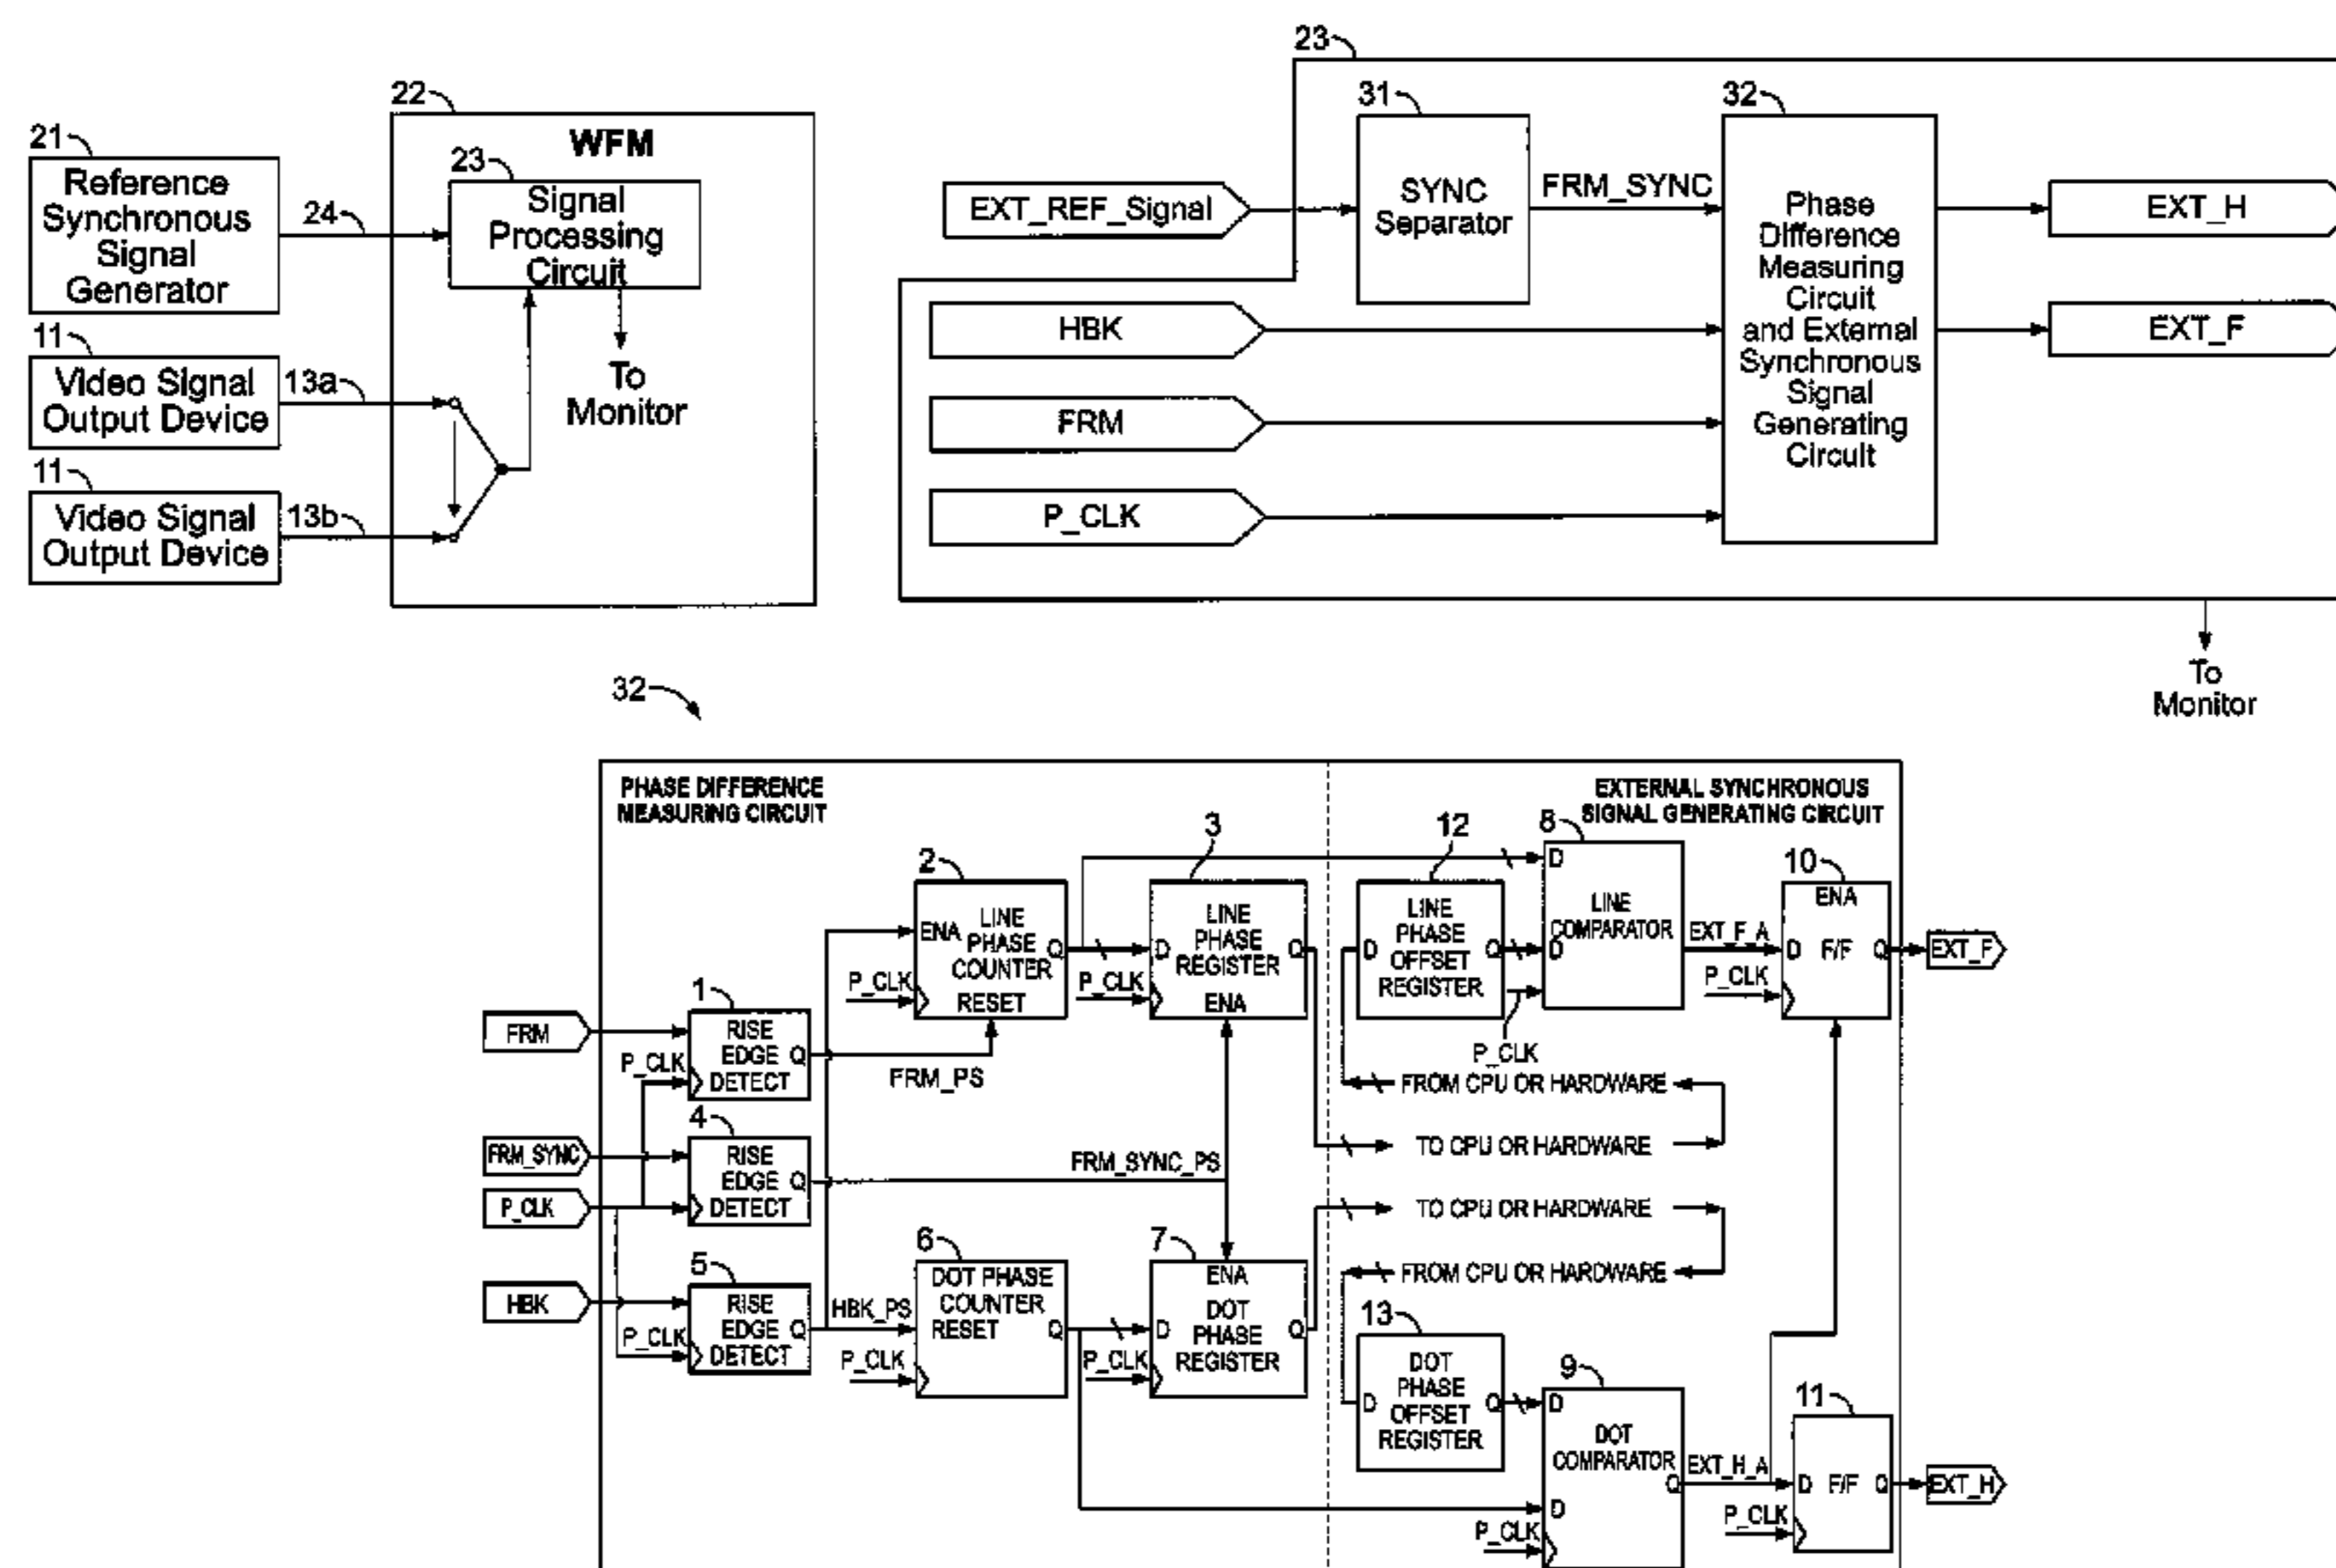 21
Reference
Synchronous
Signal
Generator
24
11
Video Signal
Output Device
13a
11
Video Signal
Output Device
13b
22
WFM
23
Signal
Processing
Circuit
To
Monitor
23
31
SYNC
Separator
32
Phase
Difference
Measuring
Circuit
and External
Synchronous
Signal
Generating
Circuit
EXT_REF_Signal
FRM_SYNC
HBK
FRM
P_CLK
EXT_H
EXT_F
To
Monitor
32
PHASE DIFFERENCE
MEASURING CIRCUIT
EXTERNAL SYNCHRONOUS
SIGNAL GENERATING CIRCUIT
FRM
FRM_SYNC
P_CLK
HBK
1
RISE
EDGE Q
DETECT
P_CLK
FRM_PS
4
RISE
EDGE Q
DETECT
FRM_SYNC_PS
5
RISE
EDGE Q
DETECT
P_CLK
HBK_PS
2
ENA
LINE
PHASE
COUNTER
Q
RESET
P_CLK
3
LINE
PHASE
REGISTER
D
Q
ENA
P_CLK
6
DOT PHASE
COUNTER
RESET
Q
P_CLK
7
ENA
DOT
PHASE
REGISTER
D
Q
P_CLK
12
LINE
PHASE
OFFSET
REGISTER
D
Q
P_CLK
8
D
LINE
COMPARATOR
D
EXT_F_A
10
ENA
D F/F Q
P_CLK
EXT_F
FROM CPU OR HARDWARE
TO CPU OR HARDWARE
TO CPU OR HARDWARE
FROM CPU OR HARDWARE
13
DOT
PHASE
OFFSET
REGISTER
D
Q
9
D
DOT
COMPARATOR
Q
D
P_CLK
EXT_H_A
11
D F/F Q
P_CLK
EXT_H